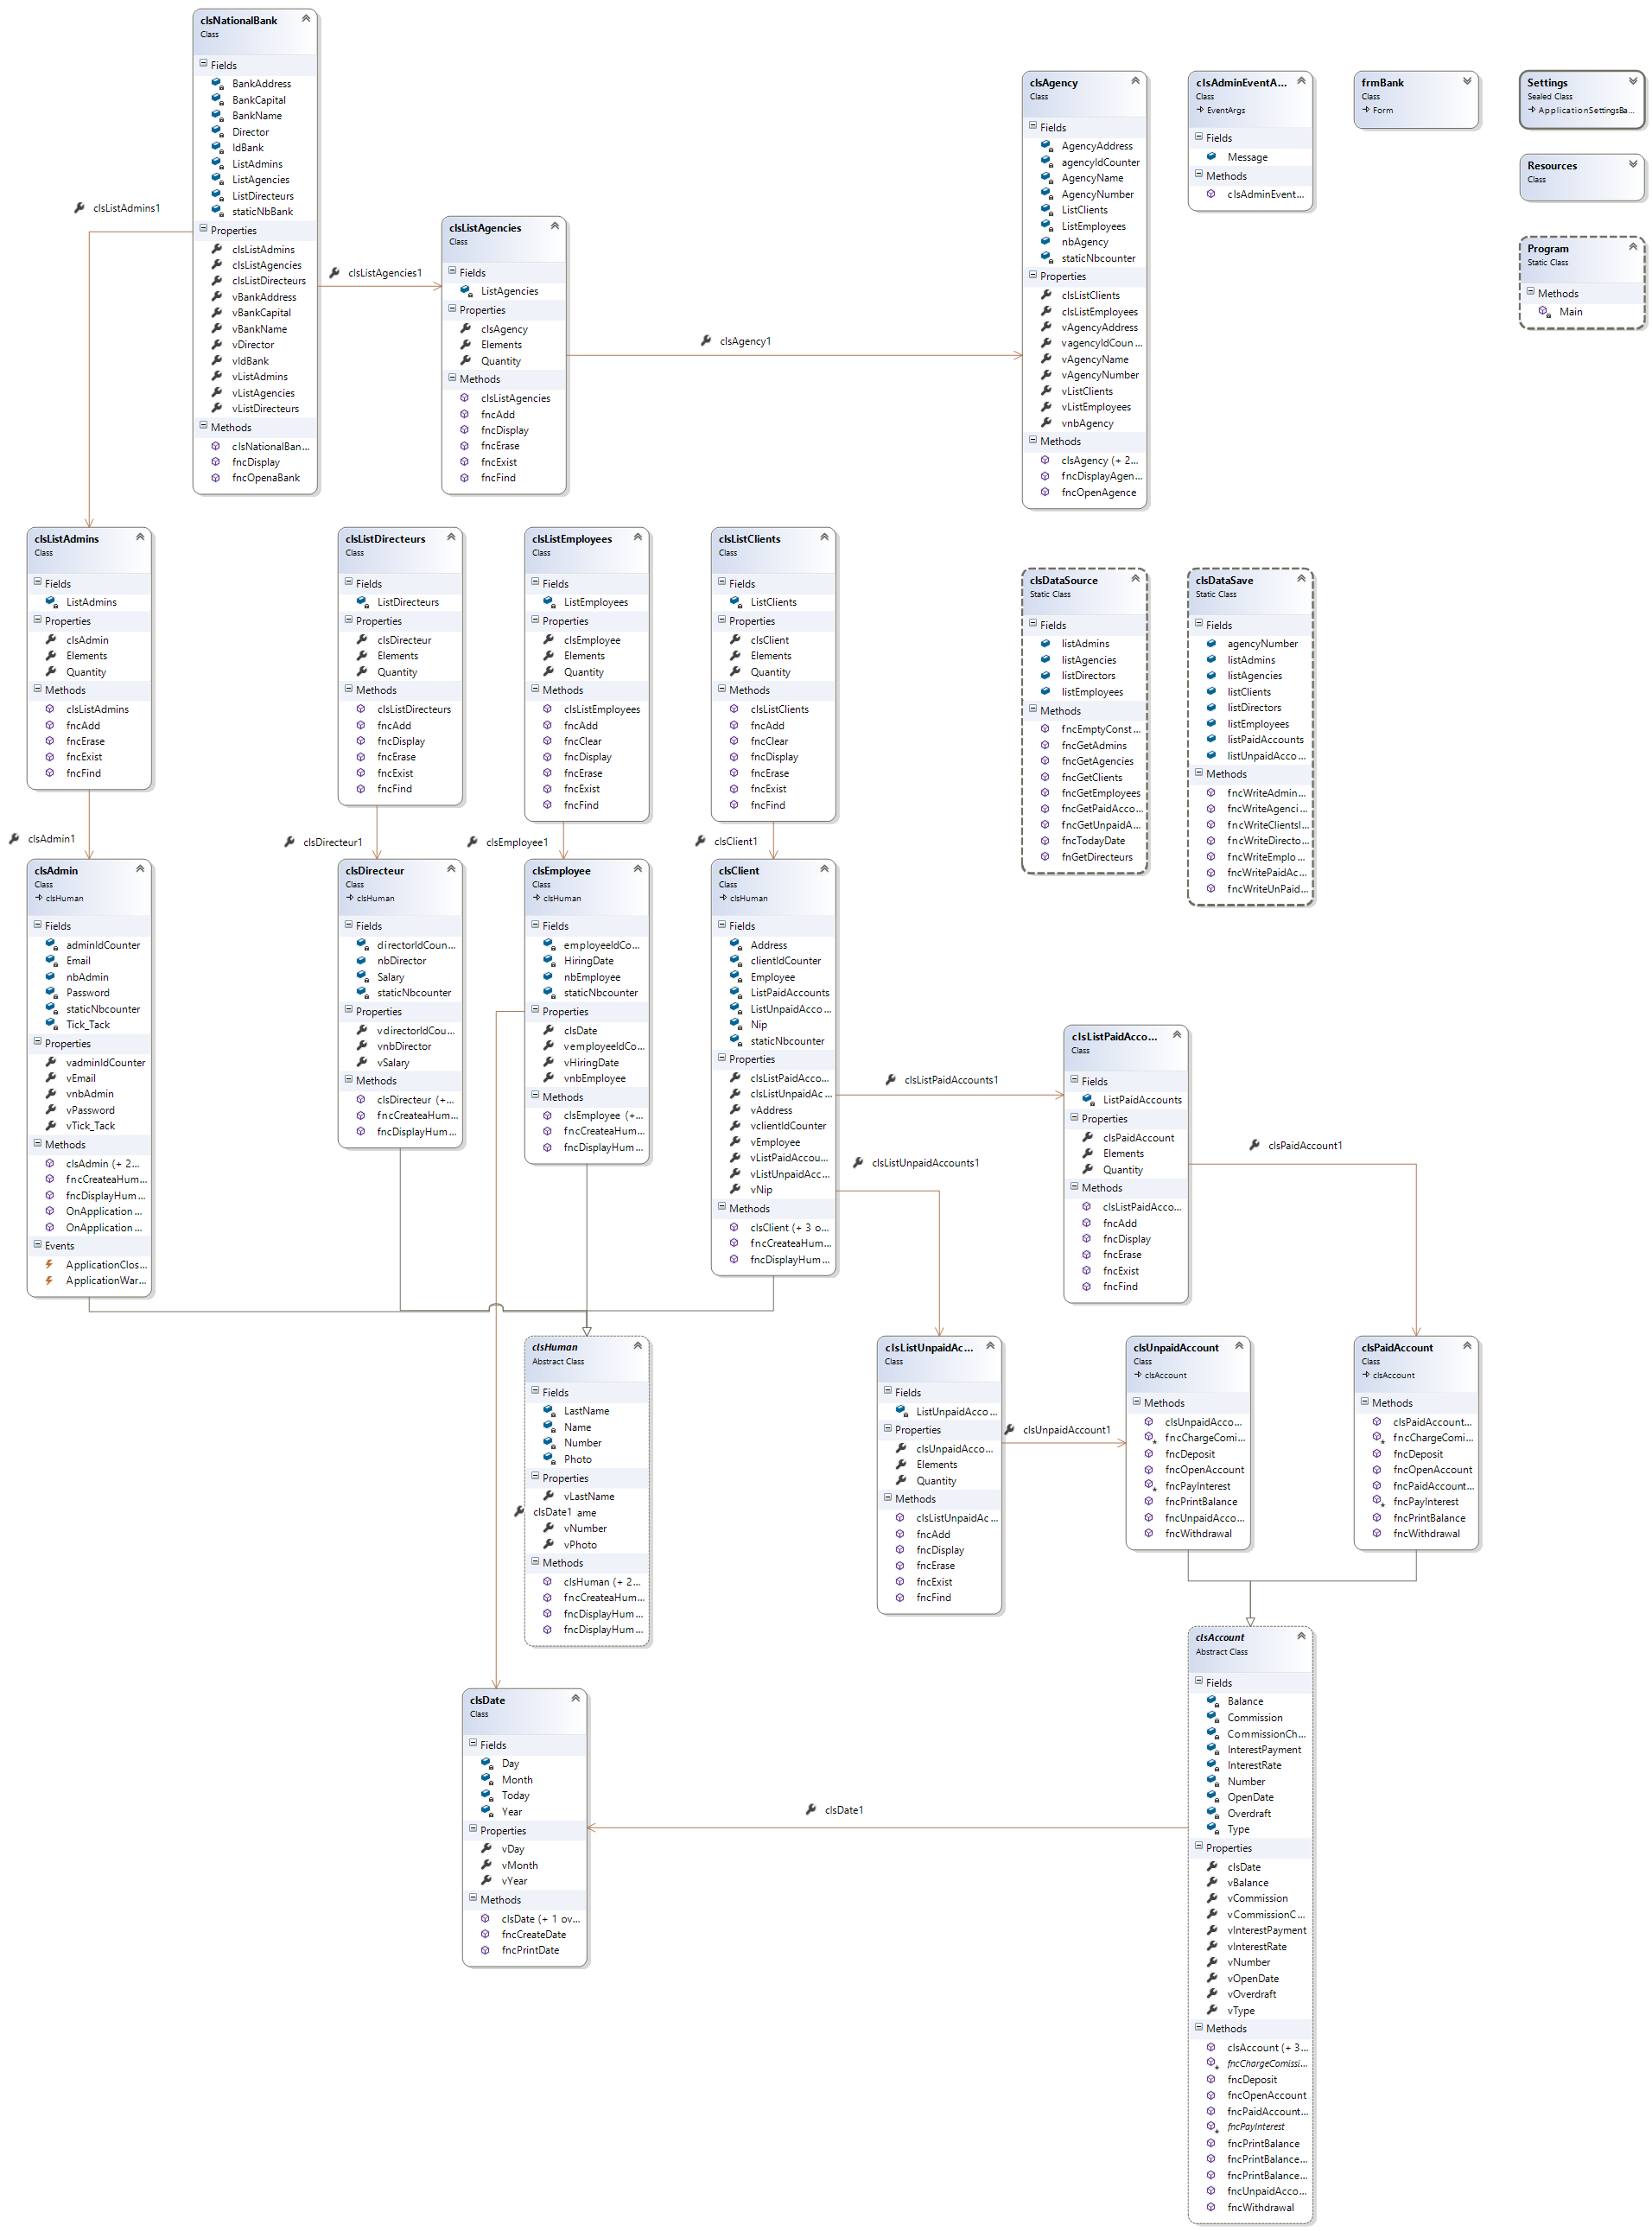 clsNationalBank
Class
Fields
BankAddress
BankCapital
BankName
Director
IdBank
ListAdmins
ListAgencies
ListDirecteurs
staticNbBank
Properties
clsListAdmins
clsListAgencies
clsListDirecteurs
vBankAddress
vBankCapital
vBankName
vDirector
vIdBank
vListAdmins
vListAgencies
vListDirecteurs
Methods
clsNationalBan...
fncDisplay
fncOpenaBank
clsListAdmins1
clsListAgencies1
clsListAgencies
Class
Fields
ListAgencies
Properties
clsAgency
Elements
Quantity
Methods
clsListAgencies
fncAdd
fncDisplay
fncErase
fncExist
fncFind
clsAgency1
clsAgency
Class
Fields
AgencyAddress
agencyIdCounter
AgencyName
AgencyNumber
ListClients
ListEmployees
nbAgency
staticNbcounter
Properties
clsListClients
clsListEmployees
vAgencyAddress
vagencyIdCoun...
vAgencyName
vAgencyNumber
vListClients
vListEmployees
vnbAgency
Methods
clsAgency (+ 2...
fncDisplayAgen...
fncOpenAgence
clsAdminEventA...
Class
EventArgs
Fields
Message
Methods
clsAdminEvent...
frmBank
Class
Form
Settings
Sealed Class
ApplicationSettingsBa...
Resources
Class
Program
Static Class
Methods
Main
clsListAdmins
Class
Fields
ListAdmins
Properties
clsAdmin
Elements
Quantity
Methods
clsListAdmins
fncAdd
fncErase
fncExist
fncFind
clsListDirecteurs
Class
Fields
ListDirecteurs
Properties
clsDirecteur
Elements
Quantity
Methods
clsListDirecteurs
fncAdd
fncDisplay
fncErase
fncExist
fncFind
clsListEmployees
Class
Fields
ListEmployees
Properties
clsEmployee
Elements
Quantity
Methods
clsListEmployees
fncAdd
fncClear
fncDisplay
fncErase
fncExist
fncFind
clsListClients
Class
Fields
ListClients
Properties
clsClient
Elements
Quantity
Methods
clsListClients
fncAdd
fncClear
fncDisplay
fncErase
fncExist
fncFind
clsDataSource
Static Class
Fields
listAdmins
listAgencies
listDirectors
listEmployees
Methods
fncEmptyConst...
fncGetAdmins
fncGetAgencies
fncGetClients
fncGetEmployees
fncGetPaidAcco...
fncGetUnpaidA...
fncTodayDate
fnGetDirecteurs
clsDataSave
Static Class
Fields
agencyNumber
listAdmins
listAgencies
listClients
listDirectors
listEmployees
listPaidAccounts
listUnpaidAcco...
Methods
fncWriteAdmin...
fncWriteAgenci...
fncWriteClientsI...
fncWriteDirecto...
fncWriteEmplo...
fncWritePaidAc...
fncWriteUnPaid...
clsAdmin1
clsDirecteur1
clsEmployee1
clsClient1
clsAdmin
Class
clsHuman
Fields
adminIdCounter
Email
nbAdmin
Password
staticNbcounter
Tick_Tack
Properties
vadminIdCounter
vEmail
vnbAdmin
vPassword
vTick_Tack
Methods
clsAdmin (+ 2...
fncCreateaHum...
fncDisplayHum...
OnApplication...
OnApplication...
Events
ApplicationClos...
ApplicationWar...
clsDirecteur
Class
clsHuman
Fields
directorIdCoun...
nbDirector
Salary
staticNbcounter
Properties
vdirectorIdCou...
vnbDirector
vSalary
Methods
clsDirecteur (+...
fncCreateaHum...
fncDisplayHum...
clsEmployee
Class
clsHuman
Fields
employeeIdCo...
HiringDate
nbEmployee
staticNbcounter
Properties
clsDate
vemployeeIdCo...
vHiringDate
vnbEmployee
Methods
clsEmployee (+...
fncCreateaHum...
fncDisplayHum...
clsClient
Class
clsHuman
Fields
Address
clientIdCounter
Employee
ListPaidAccounts
ListUnpaidAcco...
Nip
staticNbcounter
Properties
clsListPaidAcco...
clsListUnpaidAc...
vAddress
vclientIdCounter
vEmployee
vListPaidAccou...
vListUnpaidAcc...
vNip
Methods
clsClient (+ 3 o...
fncCreateaHum...
fncDisplayHum...
clsListPaidAccounts1
clsListUnpaidAccounts1
clsListPaidAcco...
Class
Fields
ListPaidAccounts
Properties
clsPaidAccount
Elements
Quantity
Methods
clsListPaidAcco...
fncAdd
fncDisplay
fncErase
fncExist
fncFind
clsPaidAccount1
clsHuman
Abstract Class
Fields
LastName
Name
Number
Photo
Properties
vLastName
clsDate1 ame
vNumber
vPhoto
Methods
clsHuman (+ 2...
fncCreateaHum...
fncDisplayHum...
fncDisplayHum...
clsListUnpaidAc...
Class
Fields
ListUnpaidAcco...
Properties
clsUnpaidAcco...
Elements
Quantity
Methods
clsListUnpaidAc...
fncAdd
fncDisplay
fncErase
fncExist
fncFind
clsUnpaidAccount1
clsUnpaidAccount
Class
clsAccount
Methods
clsUnpaidAcco...
fncChargeComi...
fncDeposit
fncOpenAccount
fncPayInterest
fncPrintBalance
fncUnpaidAcco...
fncWithdrawal
clsPaidAccount
Class
clsAccount
Methods
clsPaidAccount...
fncChargeComi...
fncDeposit
fncOpenAccount
fncPaidAccount...
fncPayInterest
fncPrintBalance
fncWithdrawal
clsDate
Class
Fields
Day
Month
Today
Year
Properties
vDay
vMonth
vYear
Methods
clsDate (+ 1 ov...
fncCreateDate
fncPrintDate
clsDate1
clsAccount
Abstract Class
Fields
Balance
Commission
CommissionCh...
InterestPayment
InterestRate
Number
OpenDate
Overdraft
Type
Properties
clsDate
vBalance
vCommission
vCommissionC...
vInterestPayment
vInterestRate
vNumber
vOpenDate
vOverdraft
vType
Methods
clsAccount (+ 3...
fncChargeComissi...
fncDeposit
fncOpenAccount
fncPaidAccount...
fncPayInterest
fncPrintBalance
fncPrintBalance...
fncPrintBalance...
fncUnpaidAcco...
fncWithdrawal